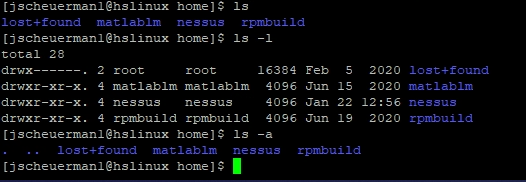 [jscheuerman1@hslinux home]$ ls
lost+found  matlablm  nessus  rpmbuild
[jscheuerman1@hslinux home]$ ls -l
total 28
drwx------. 2 root     root     16384 Feb  5  2020 lost+found
drwxr-xr-x. 4 matlablm matlablm  4096 Jun 15  2020 matlablm
drwxr-xr-x. 4 nessus   nessus    4096 Jan 22 12:56 nessus
drwxr-xr-x. 4 rpmbuild rpmbuild  4096 Jun 19  2020 rpmbuild
[jscheuerman1@hslinux home]$ ls -a
.  ..  lost+found  matlablm  nessus  rpmbuild
[jscheuerman1@hslinux home]$